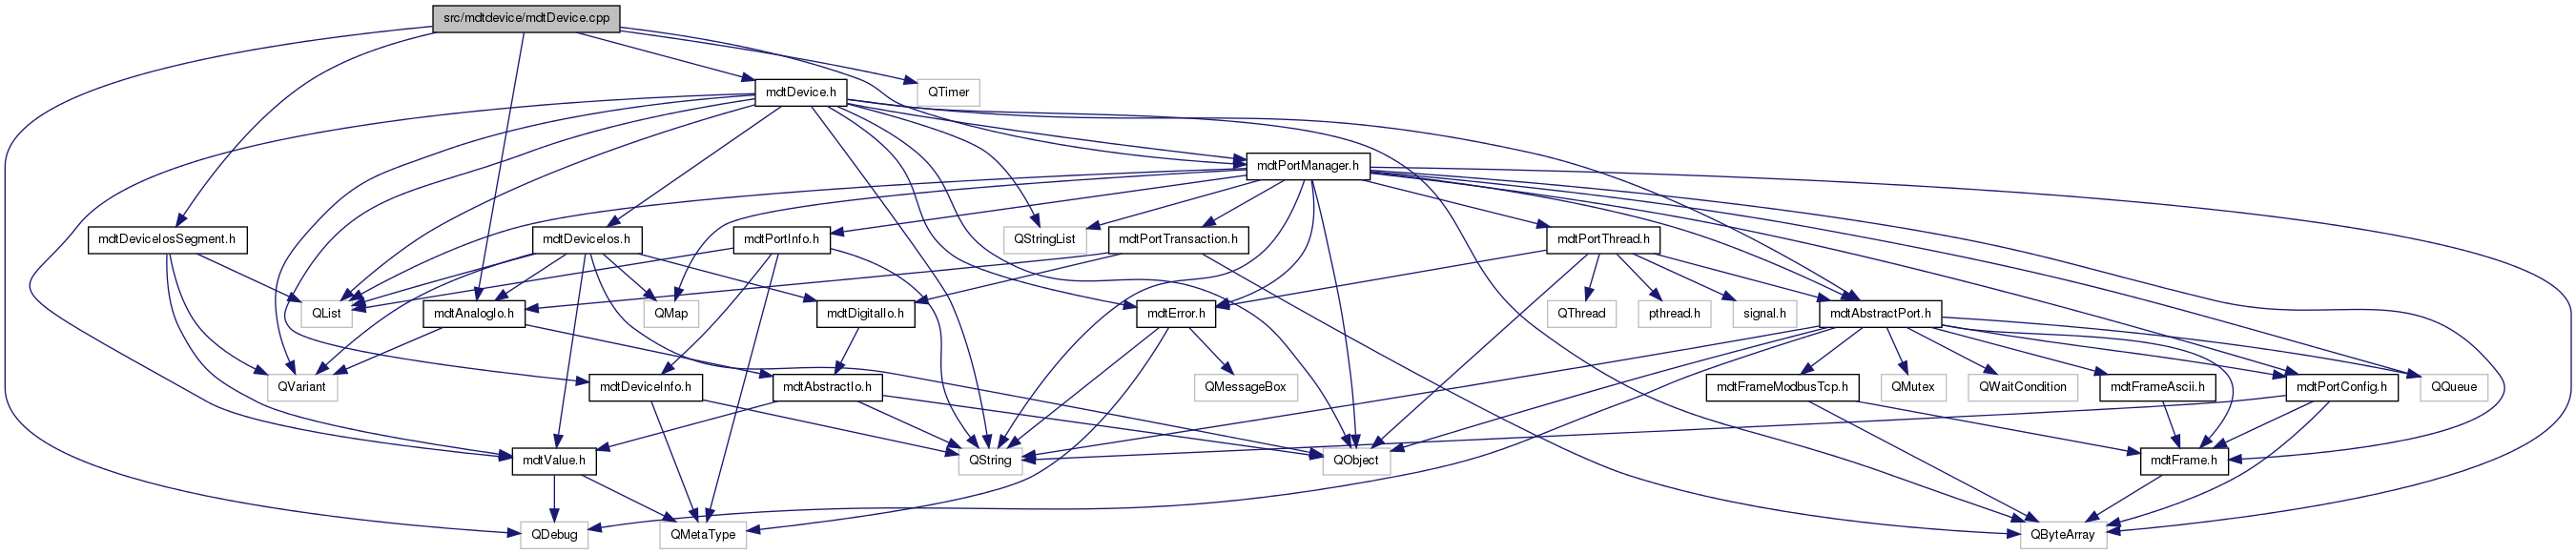 src/mdtdevice/mdtDevice.cpp
mdtDevice.h
QTimer
mdtPortManager.h
mdtDeviceIosSegment.h
mdtDeviceIos.h
mdtPortInfo.h
QStringList
mdtPortTransaction.h
mdtPortThread.h
QList
mdtAnalogIo.h
QMap
mdtDigitalIo.h
mdtError.h
QThread
pthread.h
signal.h
mdtAbstractPort.h
QVariant
mdtDeviceInfo.h
mdtAbstractIo.h
QMessageBox
mdtFrameModbusTcp.h
QMutex
QWaitCondition
mdtFrameAscii.h
mdtPortConfig.h
QQueue
mdtValue.h
QString
QObject
mdtFrame.h
QDebug
QMetaType
QByteArray